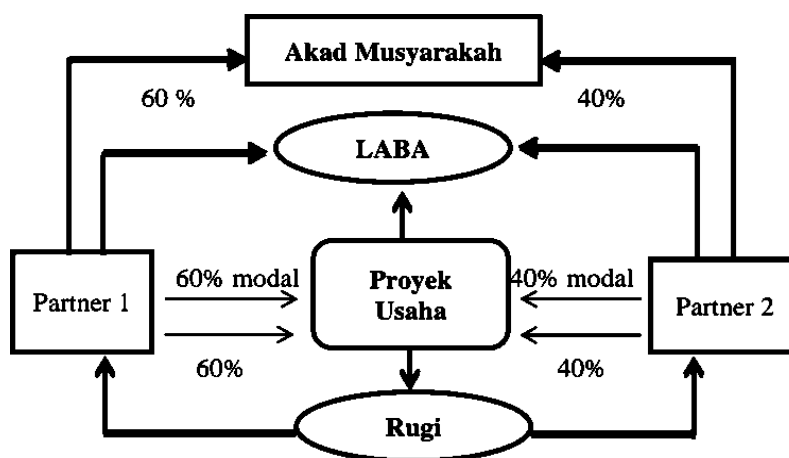 Akad Musyarakah
60 %
40%
LABA
60% modal
Proyek
Usaha
40% modal
Partner 1
Partner 2
60%
40%
Rugi